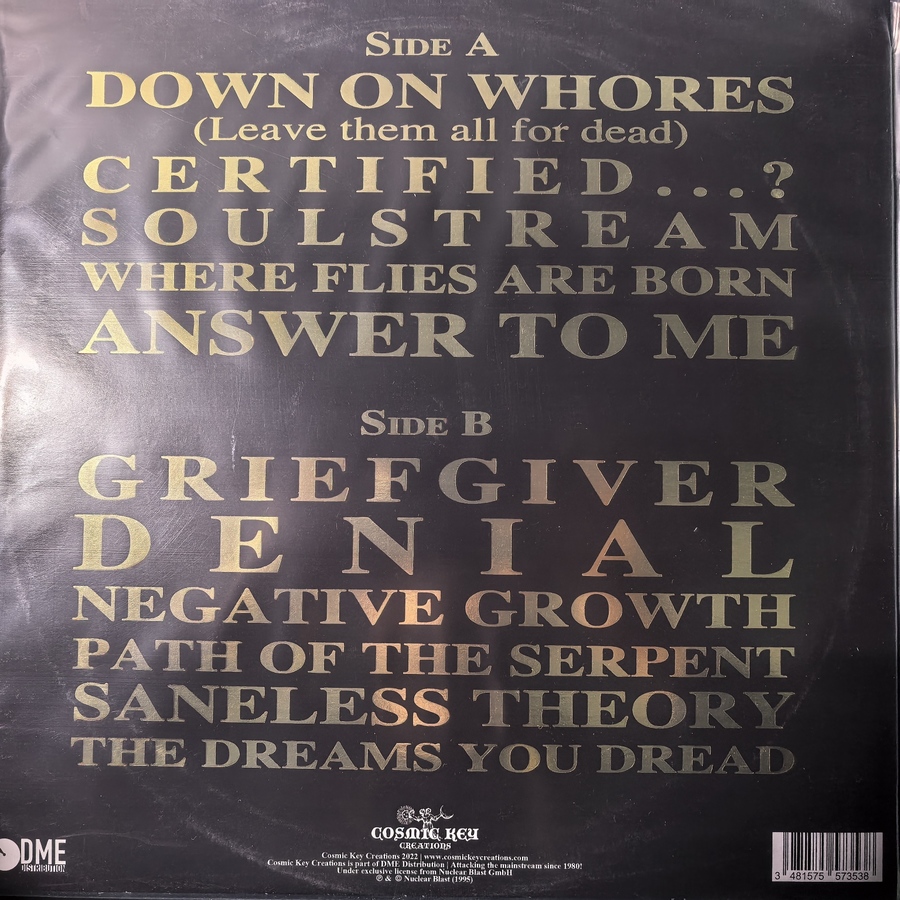 SIDE A
DOWN ON WHORES
(Leave them all for dead)
CERTIFIED...?
SOULSTREAM
WHERE FLIES ARE BORN
ANSWER TO ME
SIDE B
GRIEFGIVER
DENIAL
NEGATIVE GROWTH
PATH OF THE SERPENT
SANELESS THEORY
THE DREAMS YOU DREAD
COSMIC KEY
CREATIONS
DME
DISTRIBUTION
Cosmic Key Creations 2022 | www.cosmickeycreations.com
Cosmic Key Creations is part of DME Distribution | Attacking the mainstream since 1980!
Under exclusive license from Nuclear Blast GmbH
℗ & © Nuclear Blast (1995)
3 481575 573538